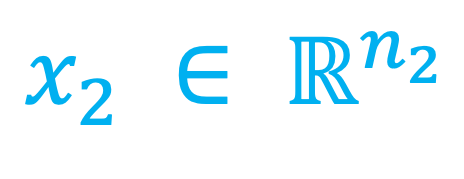 𝑥₂ ∈ ℝ^{𝑛₂}